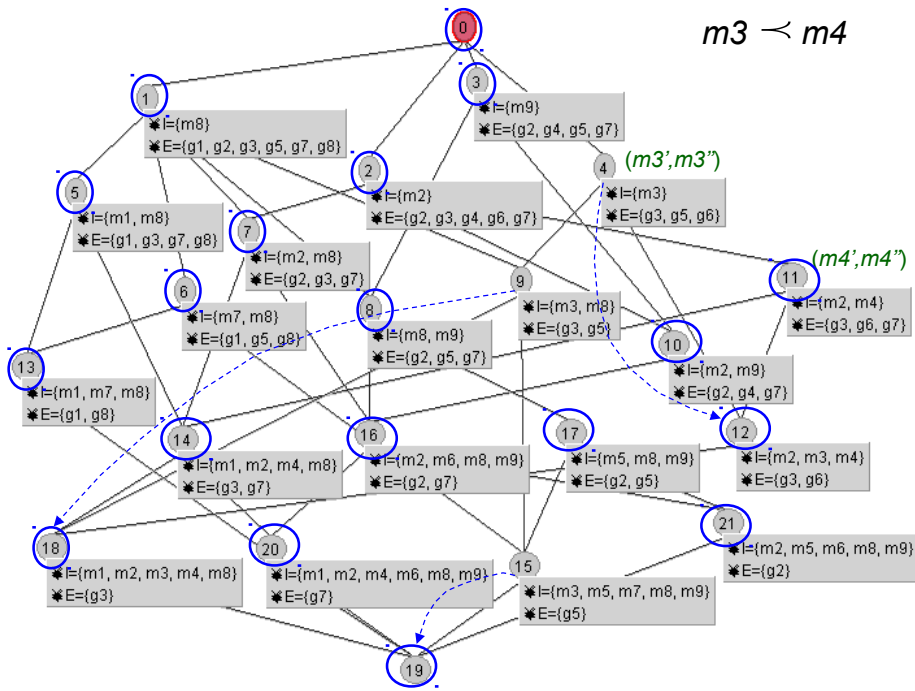 0
m3 ≺ m4
3
1
I={m9}
E={g2, g4, g5, g7}
I={m8}
E={g1, g2, g3, g5, g7, g8}
2
4
(m3',m3")
I={m2}
E={g2, g3, g4, g6, g7}
I={m3}
E={g3, g5, g6}
5
I={m1, m8}
E={g1, g3, g7, g8}
7
I={m2, m8}
E={g2, g3, g7}
(m4',m4")
11
I={m2, m4}
E={g3, g6, g7}
6
I={m7, m8}
E={g1, g5, g8}
9
I={m3, m8}
E={g3, g5}
8
I={m8, m9}
E={g2, g5, g7}
10
I={m2, m9}
E={g2, g4, g7}
13
I={m1, m7, m8}
E={g1, g8}
14
I={m1, m2, m4, m8}
E={g3, g7}
16
I={m2, m6, m8, m9}
E={g2, g7}
17
I={m5, m8, m9}
E={g2, g5}
12
I={m2, m3, m4}
E={g3, g6}
18
I={m1, m2, m3, m4, m8}
E={g3}
20
I={m1, m2, m4, m6, m8, m9}
E={g7}
15
I={m3, m5, m7, m8, m9}
E={g5}
21
I={m2, m5, m6, m8, m9}
E={g2}
19